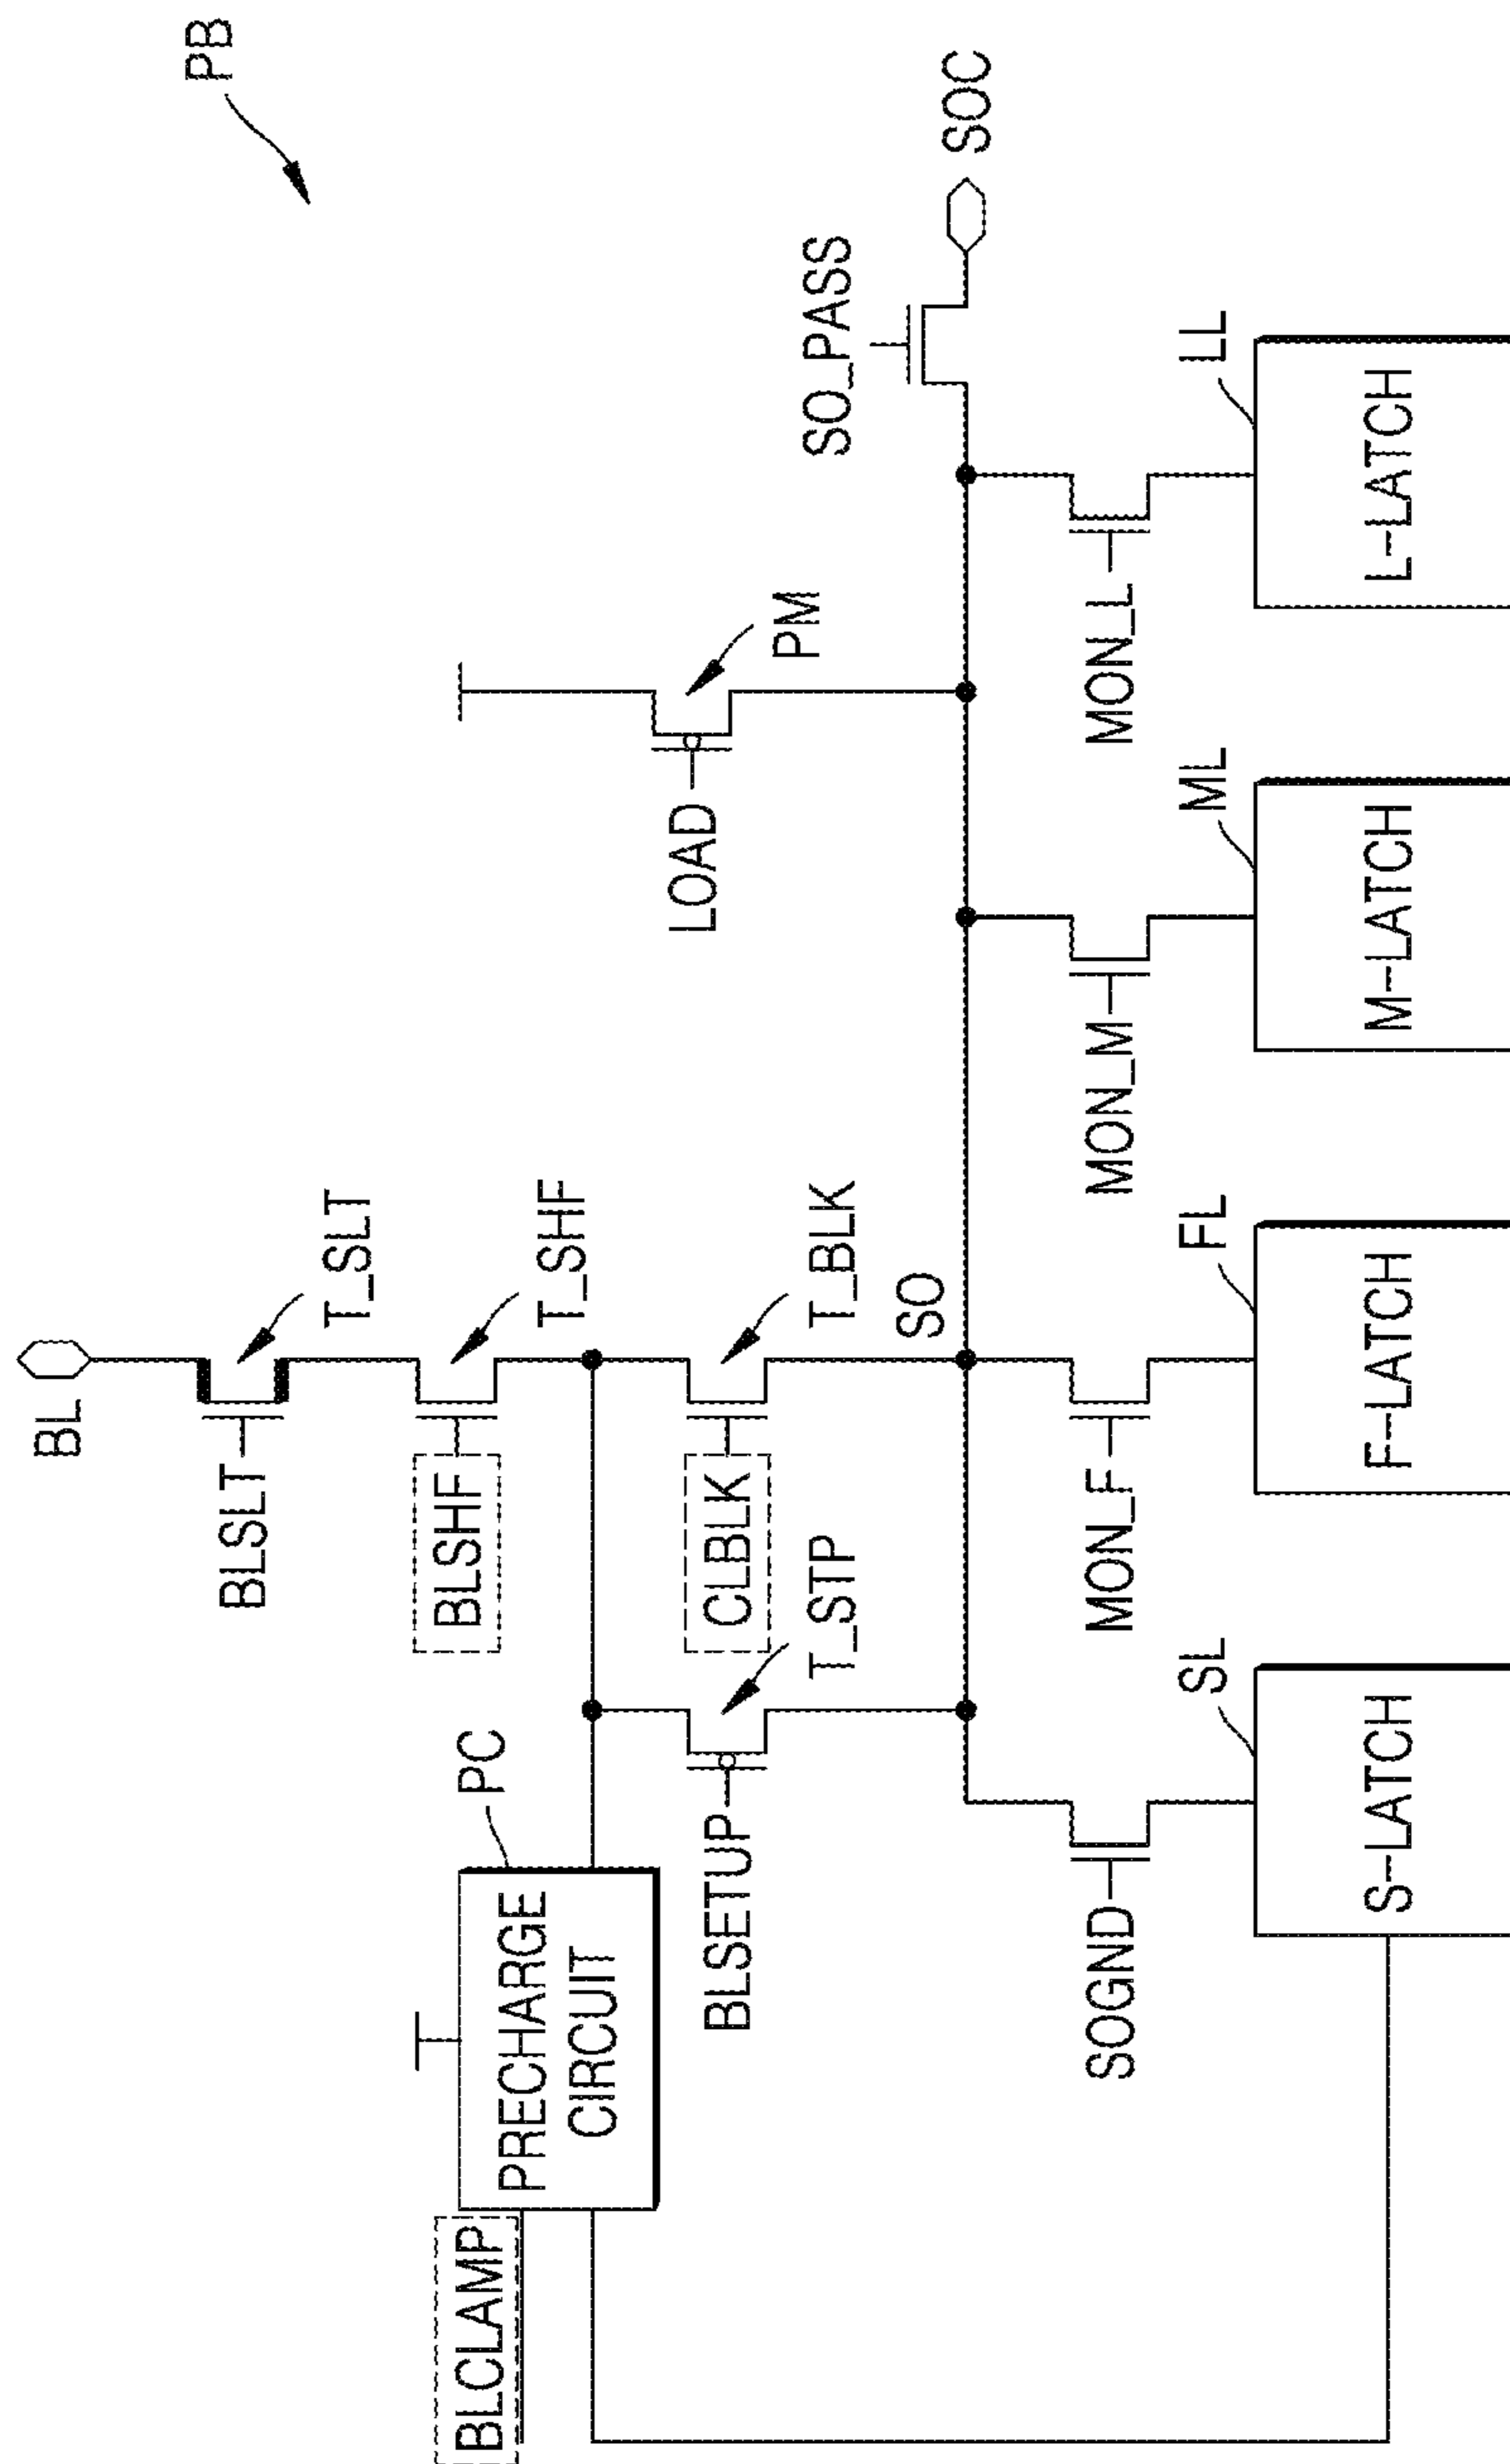 PB
BL
BLSLT
T_SLT
BLSHF
T_SHF
CLBLK
T_BLK
BLCLAMP
PRECHARGE
CIRCUIT
PC
BLSETUP
T_STP
SO
LOAD
PM
SO_PASS
SOC
SOGND
MON_F
MON_M
MON_L
SL
FL
ML
LL
S-LATCH
F-LATCH
M-LATCH
L-LATCH